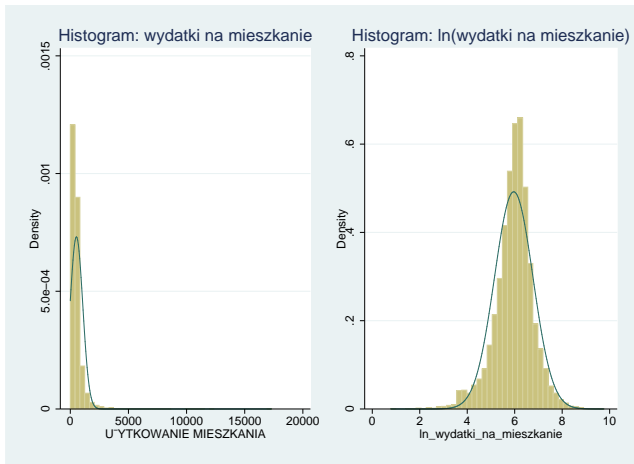 Histogram: wydatki na mieszkanie
.0015
.001
5.0e-04
0
Density
0 5000 10000 15000 20000
U¯YTKOWANIE MIESZKANIA
Histogram: ln(wydatki na mieszkanie)
.8
.6
.4
.2
0
Density
0 2 4 6 8 10
ln_wydatki_na_mieszkanie